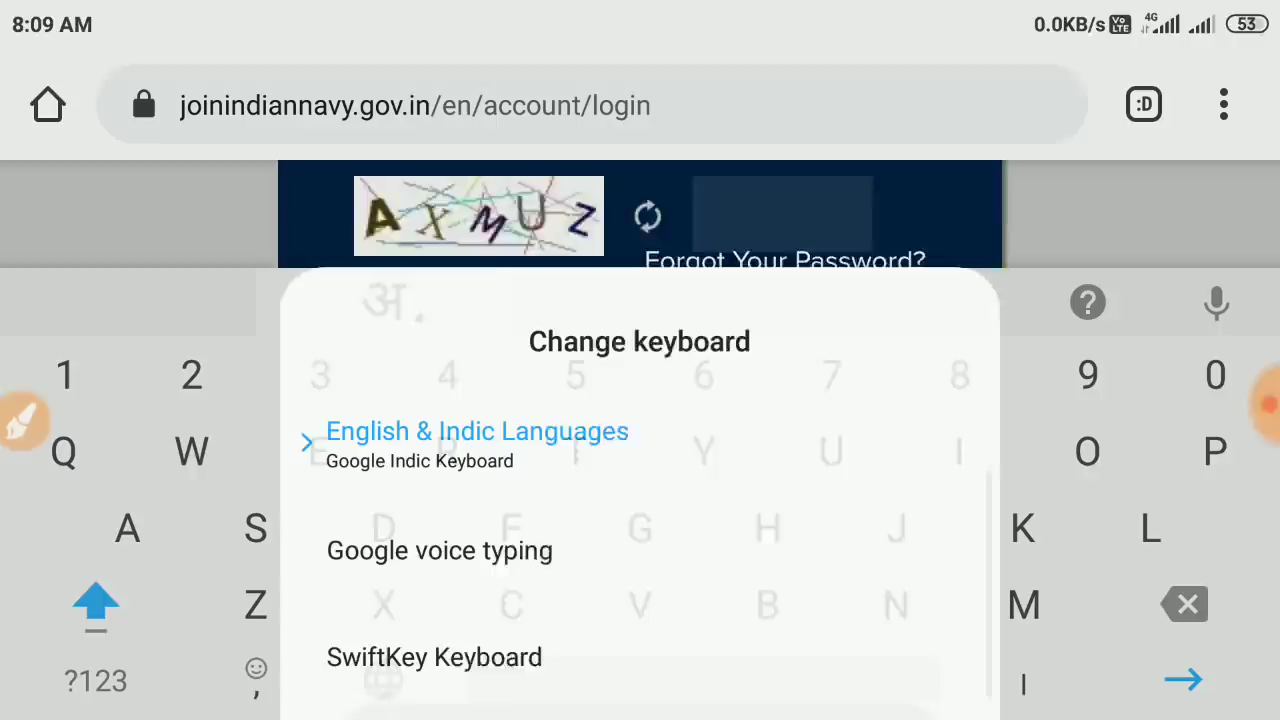 8:09 AM
0.0KB/s Vo LTE 4G 53
joinindiannavy.gov.in/en/account/login
:D
A X M U Z
Forgot Your Password?
अ.
?
Change keyboard
1 2 3 4 5 6 7 8 9 0
English & Indic Languages
Q W E R T Y U I O P
Google Indic Keyboard
A S D F G H J K L
Google voice typing
Z X C V B N M
SwiftKey Keyboard
?123 , ।